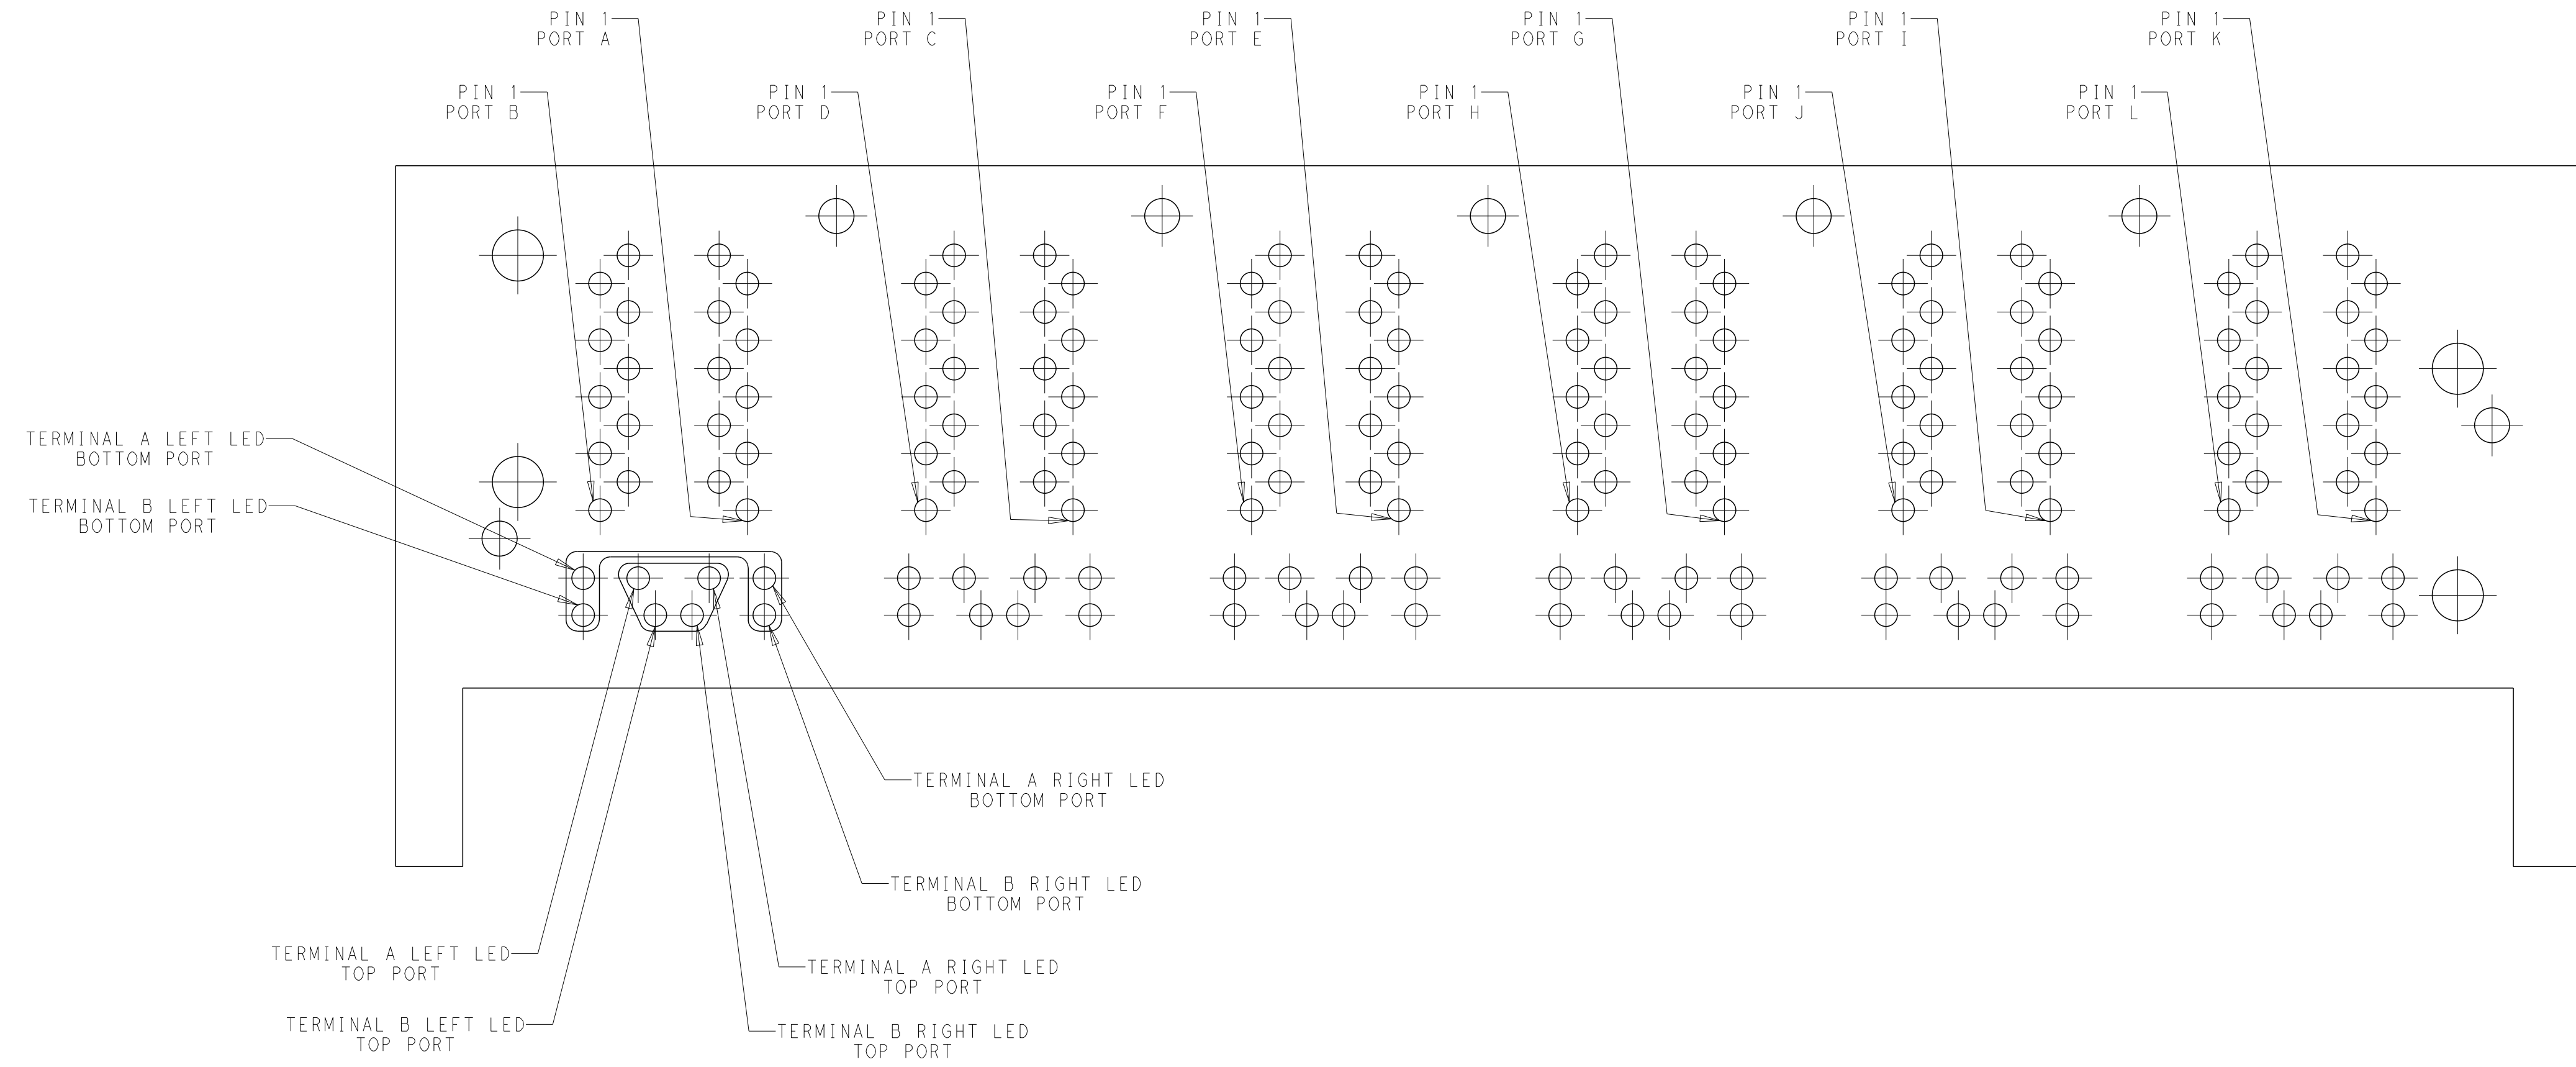 PIN 1
PORT A
PIN 1
PORT C
PIN 1
PORT E
PIN 1
PORT G
PIN 1
PORT I
PIN 1
PORT K
PIN 1
PORT B
PIN 1
PORT D
PIN 1
PORT F
PIN 1
PORT H
PIN 1
PORT J
PIN 1
PORT L
TERMINAL A LEFT LED
BOTTOM PORT
TERMINAL B LEFT LED
BOTTOM PORT
TERMINAL A RIGHT LED
BOTTOM PORT
TERMINAL B RIGHT LED
BOTTOM PORT
TERMINAL A LEFT LED
TOP PORT
TERMINAL A RIGHT LED
TOP PORT
TERMINAL B LEFT LED
TOP PORT
TERMINAL B RIGHT LED
TOP PORT